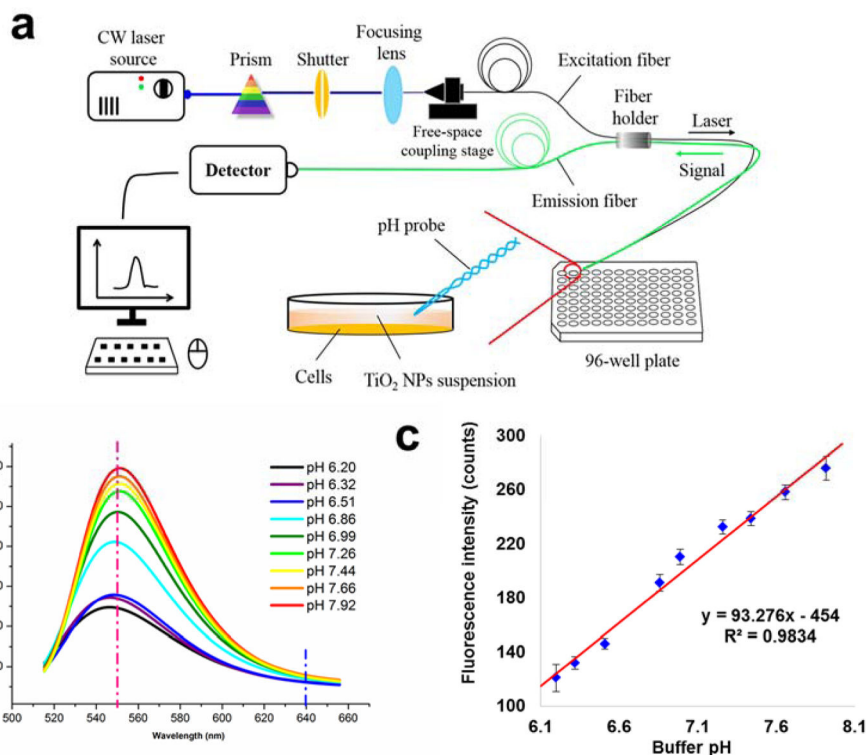 a
CW laser
source
Prism
Shutter
Focusing
lens
Free-space
coupling stage
Excitation fiber
Fiber
holder
Laser
Signal
Detector
Emission fiber
pH probe
Cells
TiO₂ NPs suspension
96-well plate
pH 6.20
pH 6.32
pH 6.51
pH 6.86
pH 6.99
pH 7.26
pH 7.44
pH 7.66
pH 7.92
500 520 540 560 580 600 620 640 660
Wavelength (nm)
c
Fluorescence intensity (counts)
300
260
220
180
140
100
y = 93.276x - 454
R² = 0.9834
6.1 6.6 7.1 7.6 8.1
Buffer pH